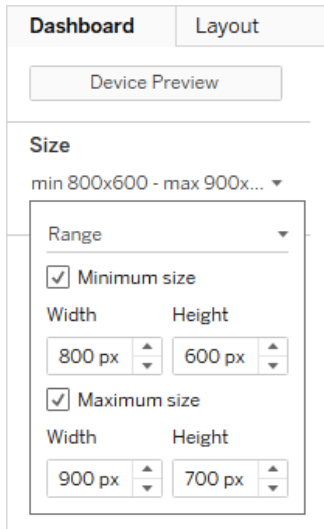 Dashboard Layout
Device Preview
Size
min 800x600 - max 900x...
Range
Minimum size
Width Height
800 px 600 px
Maximum size
Width Height
900 px 700 px